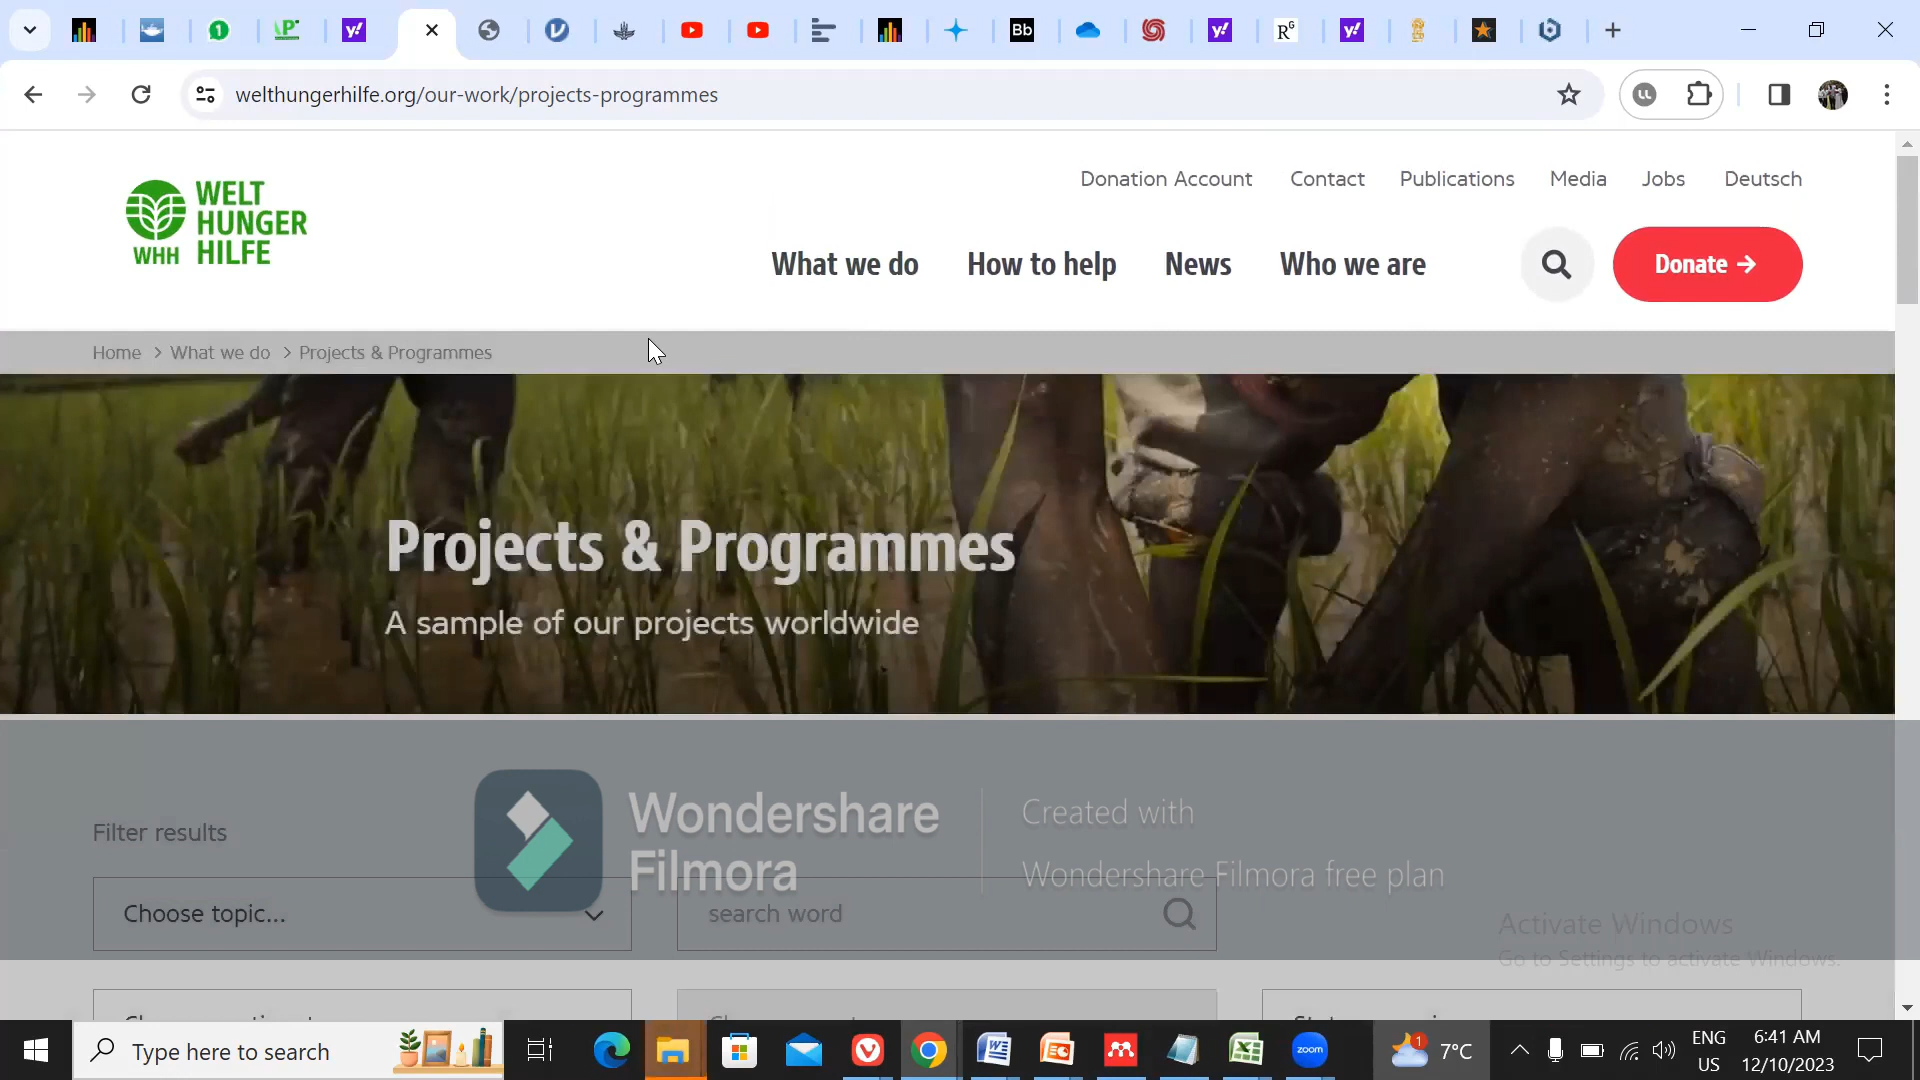 1
Bb
R^G
welthungerhilfe.org/our-work/projects-programmes
WELT
HUNGER
HILFE
WHH
Donation Account Contact Publications Media Jobs Deutsch
What we do How to help News Who we are Donate
Home What we do Projects & Programmes
Projects & Programmes
A sample of our projects worldwide
Wondershare
Filmora
Created with
Wondershare Filmora free plan
Filter results
Choose topic...
search word
Activate Windows
Go to Settings to activate Windows.
Type here to search
zoom
1
7°C
ENG
US
6:41 AM
12/10/2023